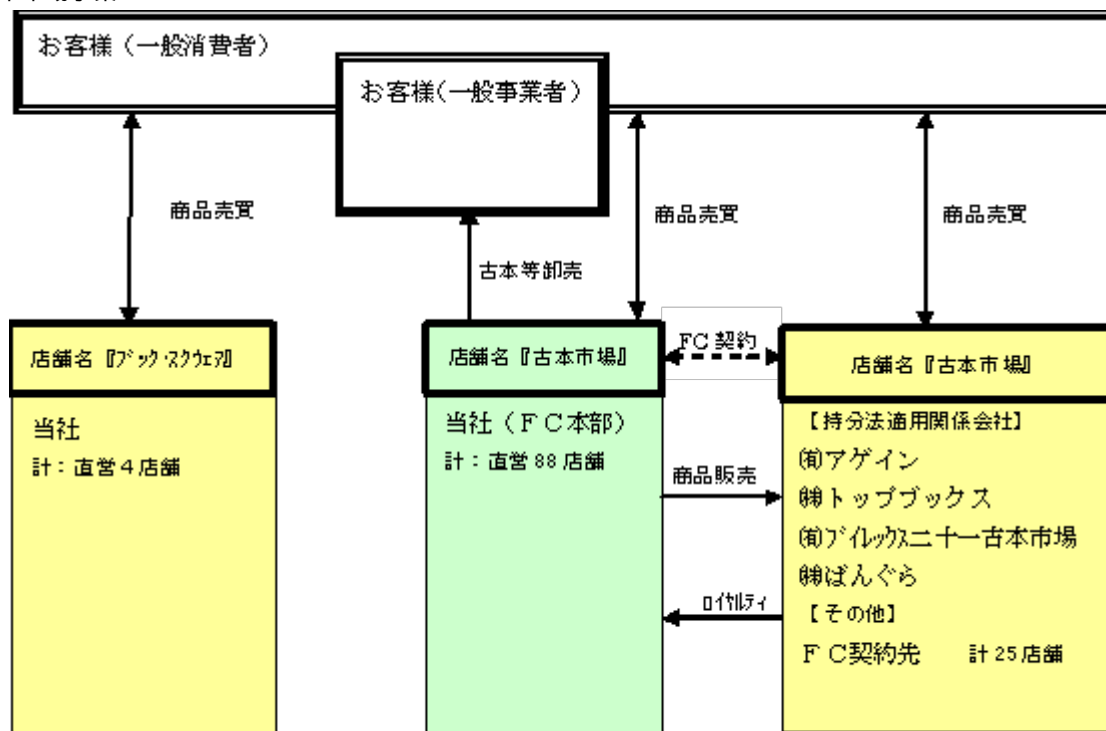 お客様（一般消費者）
お客様（一般事業者）
商品売買
商品売買
商品売買
古本等卸売
店舗名『ブック・スクウェア』
当社
計：直営４店舗
店舗名『古本市場』
当社（ＦＣ本部）
計：直営88店舗
FC契約
商品販売
ロイヤルティ
店舗名『古本市場』
【持分法適用関係会社】
㈲アゲイン
㈱トップブックス
㈲ブイレックス二十一古本市場
㈱ぱんぐら
【その他】
ＦＣ契約先　計25店舗